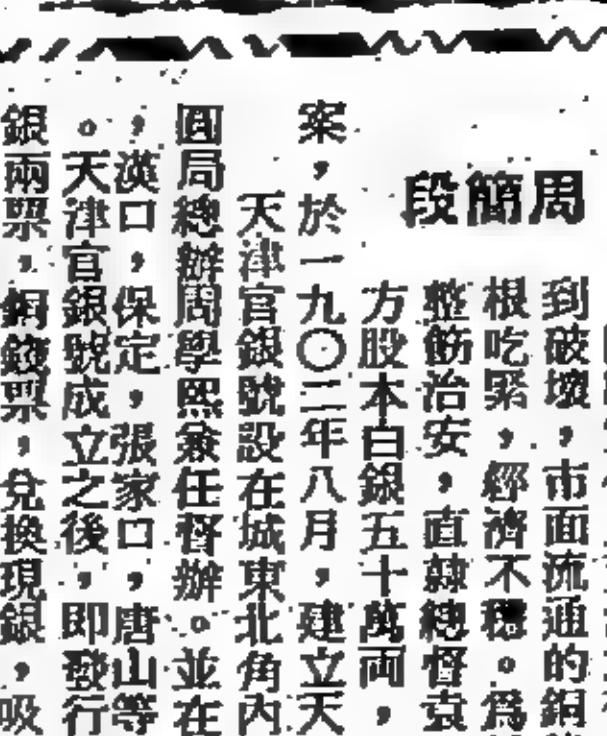 段簡周
到破壞，市面流通的銅
根吃緊，經濟不穩。爲
整飭治安，直隸總督袁
方股本白銀五十萬両，
案，於一九〇二年八月，建立天
天津官銀號設在城東北角內
圓局總辦周學熙兼任督辦。並在
，漢口，保定，張家口，唐山等
。天津官銀號成立之後，即發行
銀兩票，銅錢票，兌換現銀，吸